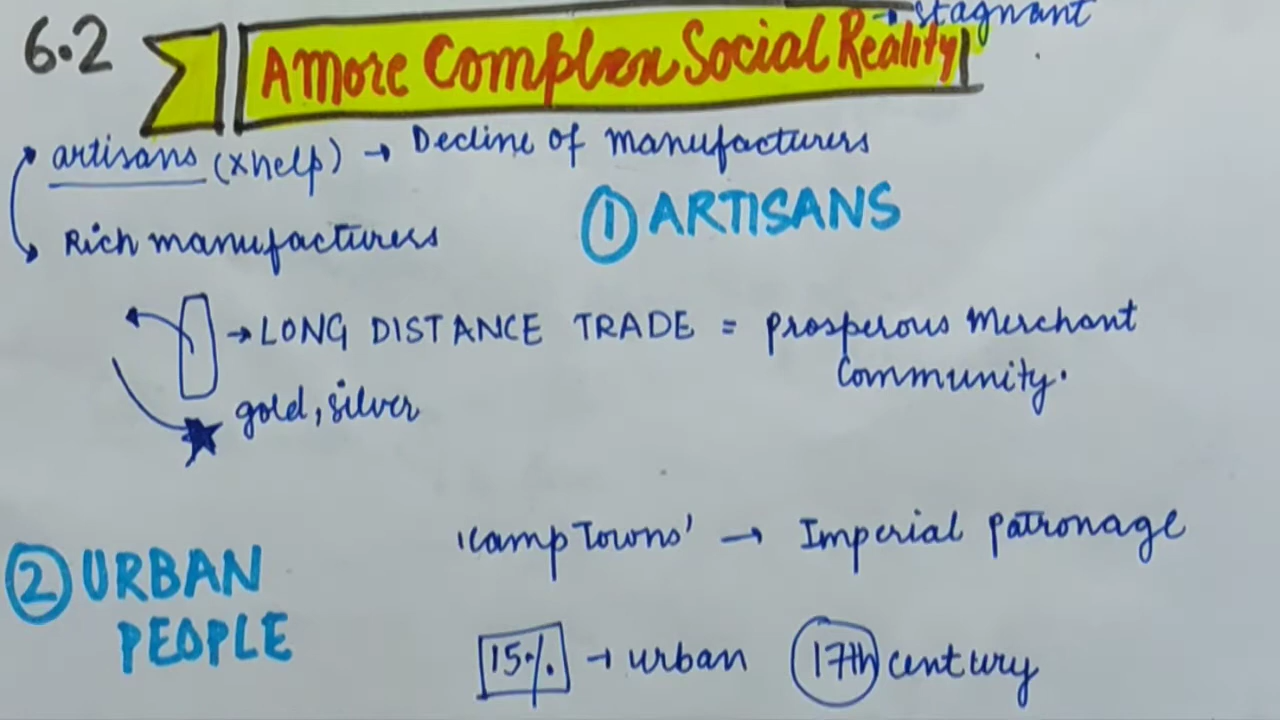 → stagnant
6.2 A More Complex Social Reality
artisans (xhelp) → Decline of manufacturers
① ARTISANS
Rich manufacturers
→ LONG DISTANCE TRADE = prosperous Merchant
Community.
gold, silver
'Camp Towns' → Imperial patronage
② URBAN
PEOPLE
15% → urban 17th century